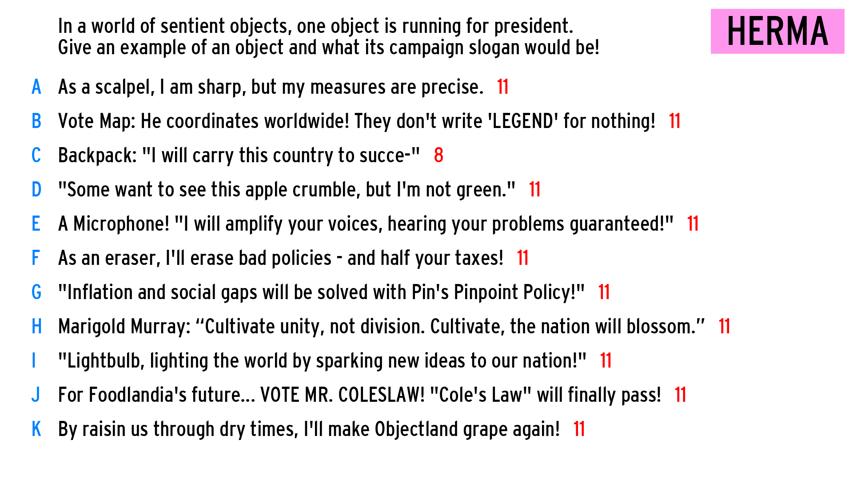 In a world of sentient objects, one object is running for president.
Give an example of an object and what its campaign slogan would be!
HERMA
A As a scalpel, I am sharp, but my measures are precise. 11
B Vote Map: He coordinates worldwide! They don't write 'LEGEND' for nothing! 11
C Backpack: "I will carry this country to succe-" 8
D "Some want to see this apple crumble, but I'm not green." 11
E A Microphone! "I will amplify your voices, hearing your problems guaranteed!" 11
F As an eraser, I'll erase bad policies - and half your taxes! 11
G "Inflation and social gaps will be solved with Pin's Pinpoint Policy!" 11
H Marigold Murray: “Cultivate unity, not division. Cultivate, the nation will blossom.” 11
I "Lightbulb, lighting the world by sparking new ideas to our nation!" 11
J For Foodlandia's future... VOTE MR. COLESLAW! "Cole's Law" will finally pass! 11
K By raisin us through dry times, I'll make Objectland grape again! 11